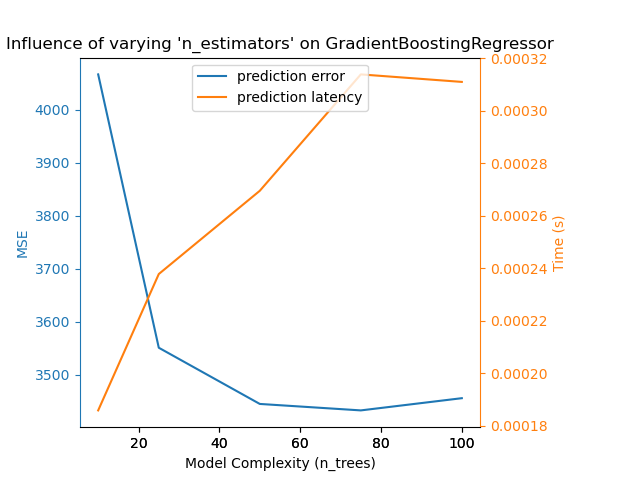 Influence of varying 'n_estimators' on GradientBoostingRegressor
prediction error
prediction latency
MSE
4000
3900
3800
3700
3600
3500
0.00032
0.00030
0.00028
0.00026
0.00024
0.00022
0.00020
0.00018
Time (s)
20 40 60 80 100
Model Complexity (n_trees)